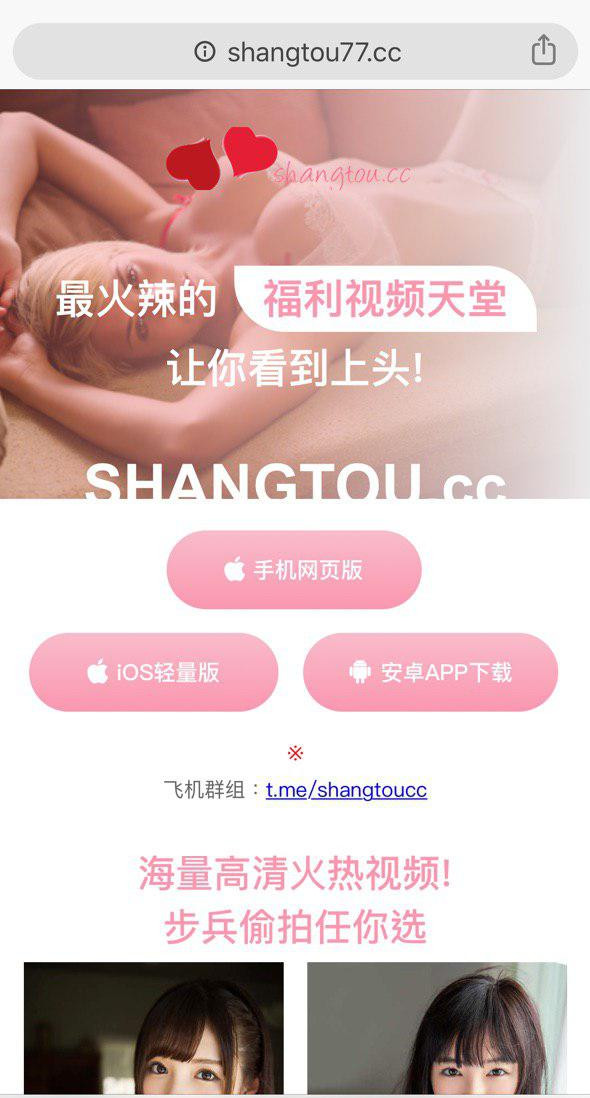 shangtou77.cc
shangtou.cc
最火辣的 福利视频天堂
让你看到上头!
SHANGTOU.cc
手机网页版
iOS轻量版
安卓APP下载
※
飞机群组：t.me/shangtoucc
海量高清火热视频!
步兵偷拍任你选